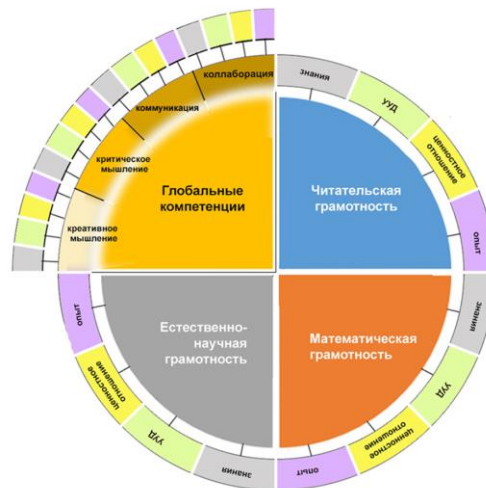 коллаборация
коммуникация
критическое
мышление
креативное
мышление
Глобальные
компетенции
знания
ууд
ценностное
отношение
опыт
Читательская
грамотность
знания
ууд
ценностное
отношение
опыт
Математическая
грамотность
знания
ууд
ценностное
отношение
опыт
Естественно-
научная
грамотность